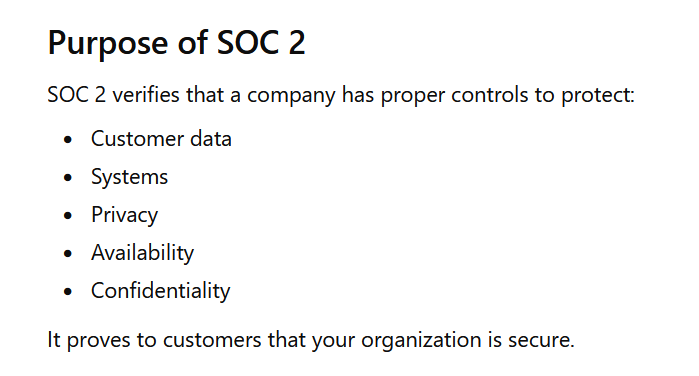 Purpose of SOC 2
SOC 2 verifies that a company has proper controls to protect:
• Customer data
• Systems
• Privacy
• Availability
• Confidentiality
It proves to customers that your organization is secure.